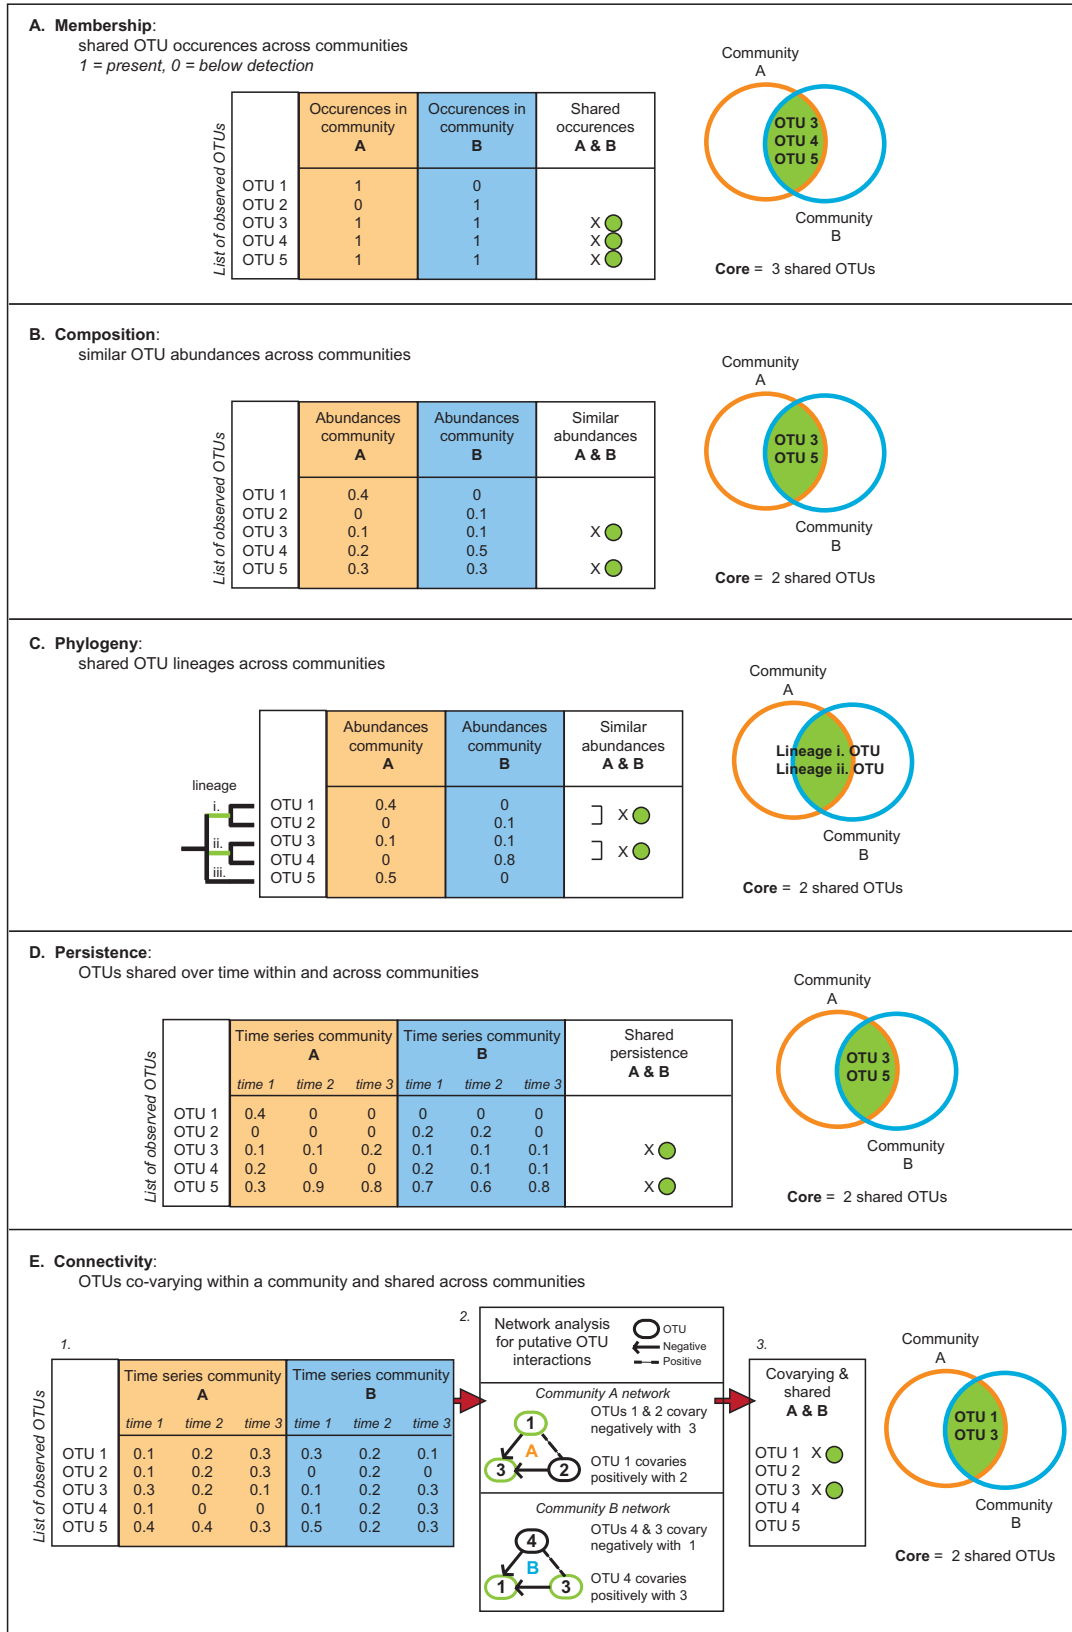 A. Membership:
shared OTU occurences across communities
1 = present, 0 = below detection
List of observed OTUs
Occurences in community A
Occurences in community B
Shared occurences A & B
OTU 1 1 0
OTU 2 0 1
OTU 3 1 1 X
OTU 4 1 1 X
OTU 5 1 1 X
Community
A
OTU 3
OTU 4
OTU 5
Community
B
Core = 3 shared OTUs
B. Composition:
similar OTU abundances across communities
List of observed OTUs
Abundances community A
Abundances community B
Similar abundances A & B
OTU 1 0.4 0
OTU 2 0 0.1
OTU 3 0.1 0.1 X
OTU 4 0.2 0.5
OTU 5 0.3 0.3 X
Community
A
OTU 3
OTU 5
Community
B
Core = 2 shared OTUs
C. Phylogeny:
shared OTU lineages across communities
Abundances community A
Abundances community B
Similar abundances A & B
lineage
i.
ii.
iii.
OTU 1 0.4 0
OTU 2 0 0.1
X
OTU 3 0.1 0.1
OTU 4 0 0.8
X
OTU 5 0.5 0
Community
A
Lineage i. OTU
Lineage ii. OTU
Community
B
Core = 2 shared OTUs
D. Persistence:
OTUs shared over time within and across communities
List of observed OTUs
Time series community A
Time series community B
Shared persistence A & B
time 1 time 2 time 3 time 1 time 2 time 3
OTU 1 0.4 0 0 0 0 0
OTU 2 0 0 0 0.2 0.2 0
OTU 3 0.1 0.1 0.2 0.1 0.1 0.1 X
OTU 4 0.2 0 0 0.2 0.1 0.1
OTU 5 0.3 0.9 0.8 0.7 0.6 0.8 X
Community
A
OTU 3
OTU 5
Community
B
Core = 2 shared OTUs
E. Connectivity:
OTUs co-varying within a community and shared across communities
1.
List of observed OTUs
Time series community A
Time series community B
time 1 time 2 time 3 time 1 time 2 time 3
OTU 1 0.1 0.2 0.3 0.3 0.2 0.1
OTU 2 0.1 0.2 0.3 0 0.2 0
OTU 3 0.3 0.2 0.1 0.1 0.2 0.3
OTU 4 0.1 0 0 0.1 0.2 0.3
OTU 5 0.4 0.4 0.3 0.5 0.2 0.3
2.
Network analysis
for putative OTU
interactions
OTU
Negative
Positive
Community A network
OTUs 1 & 2 covary
negatively with 3
OTU 1 covaries
positively with 2
1
A
3
2
Community B network
OTUs 4 & 3 covary
negatively with 1
OTU 4 covaries
positively with 3
4
B
1
3
3.
Covarying &
shared
A & B
OTU 1 X
OTU 2
OTU 3 X
OTU 4
OTU 5
Community
A
OTU 1
OTU 3
Community
B
Core = 2 shared OTUs